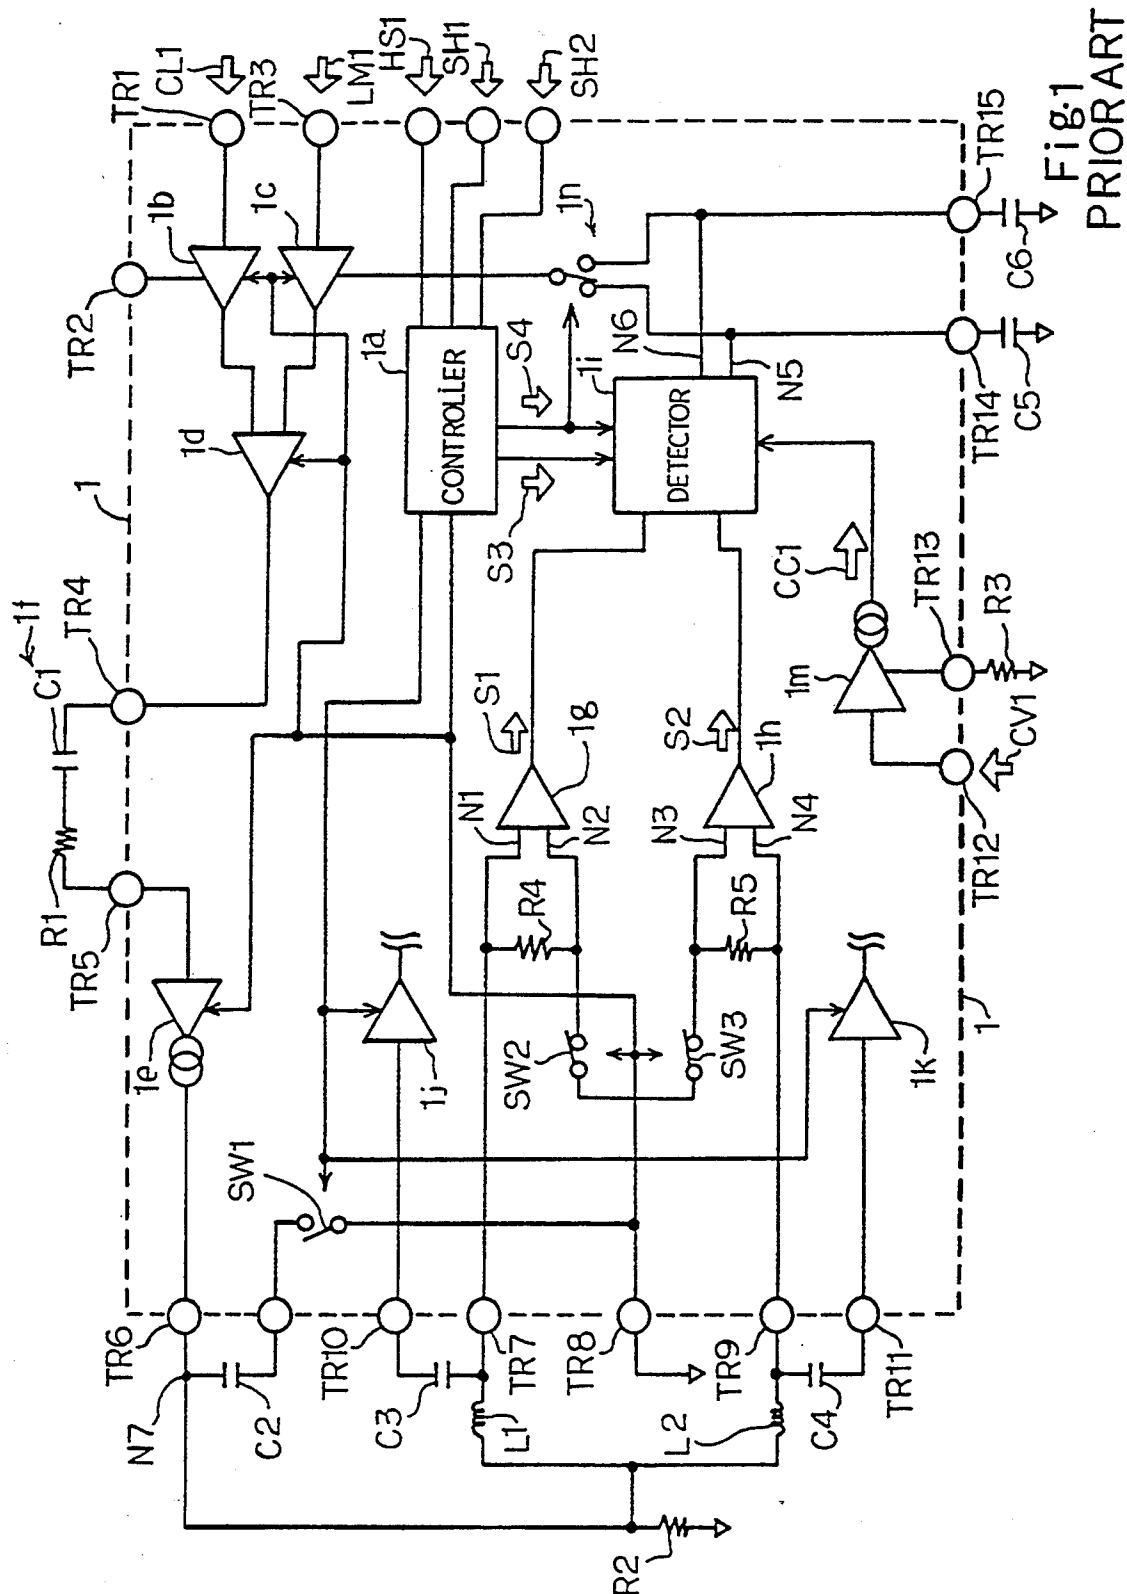 CL1
LM1
HS1
SH1
SH2
TR1
TR3
TR15
Fig.1
PRIOR ART
1b
1c
1n
C6
TR2
1a
CONTROLLER
S4
1i
N6
N5
TR14
C5
1d
DETECTOR
1
S3
CC1
TR13
R3
1f
TR4
C1
S1
1g
S2
1h
1m
CV1
N1
N2
N3
N4
TR12
R1
TR5
R4
R5
1e
1j
SW2
SW3
1k
1
SW1
TR6
TR10
TR7
TR8
TR9
TR11
N7
C2
C3
L1
L2
C4
R2